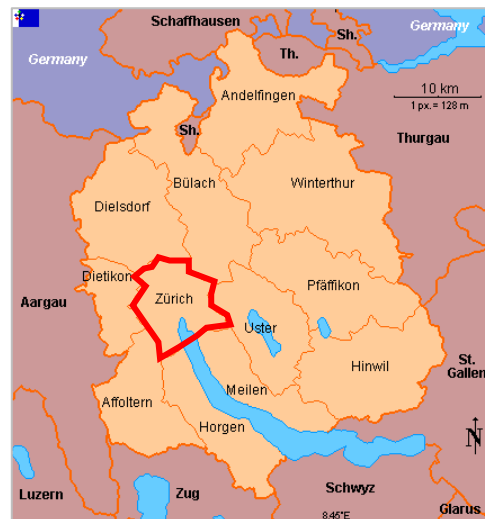 Schaffhausen
Germany
Germany
Sh.
Th.
10 km
1 px. = 128 m
Andelfingen
Sh.
Thurgau
Bülach
Winterthur
Dielsdorf
Dietikon
Aargau
Zürich
Pfäffikon
Uster
St.
Gallen
Hinwil
Meilen
Affoltern
Horgen
N
Luzern
Zug
Schwyz
8.45°E
Glarus